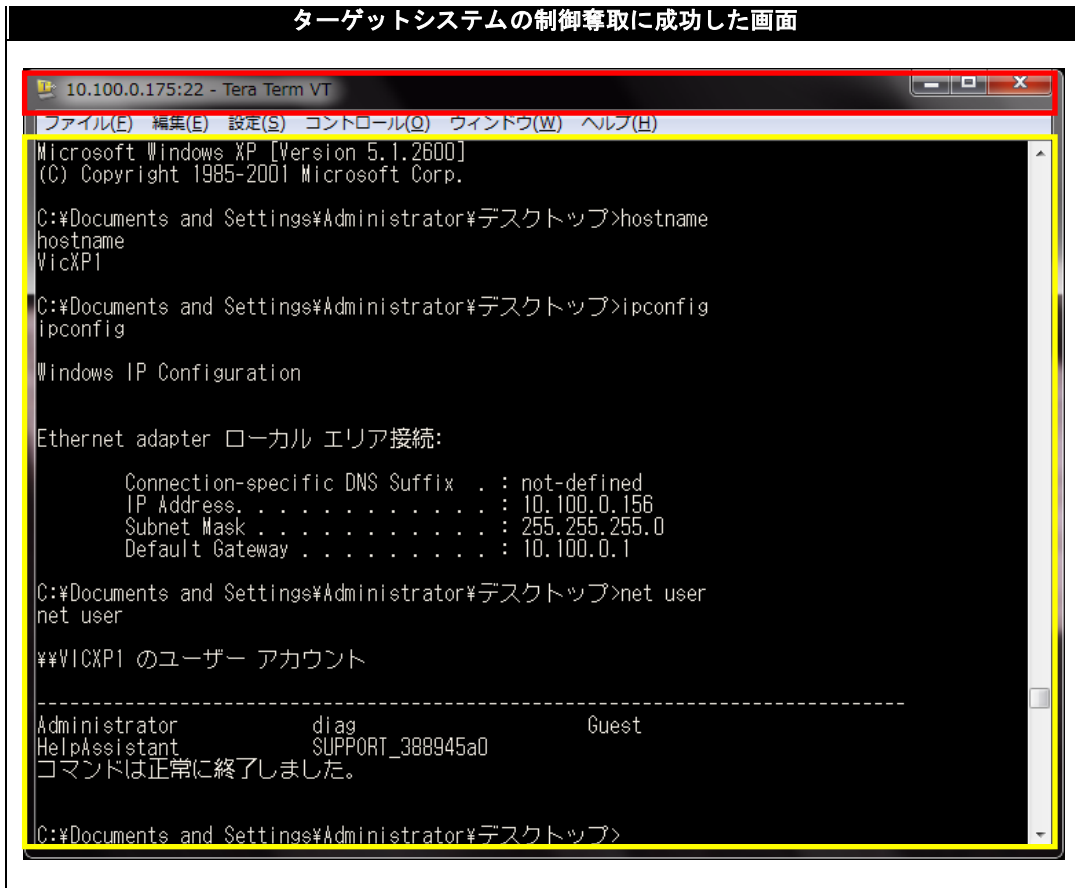 ターゲットシステムの制御奪取に成功した画面
10.100.0.175:22 - Tera Term VT
ファイル(F) 編集(E) 設定(S) コントロール(O) ウィンドウ(W) ヘルプ(H)
Microsoft Windows XP [Version 5.1.2600]
(C) Copyright 1985-2001 Microsoft Corp.
C:¥Documents and Settings¥Administrator¥デスクトップ>hostname
hostname
VicXP1
C:¥Documents and Settings¥Administrator¥デスクトップ>ipconfig
ipconfig
Windows IP Configuration
Ethernet adapter ローカル エリア接続:
Connection-specific DNS Suffix . : not-defined
IP Address. . . . . . . . . . . . : 10.100.0.156
Subnet Mask . . . . . . . . . . . : 255.255.255.0
Default Gateway . . . . . . . . . : 10.100.0.1
C:¥Documents and Settings¥Administrator¥デスクトップ>net user
net user
¥¥VICXP1 のユーザー アカウント
-------------------------------------------------------------------------------
Administrator diag Guest
HelpAssistant SUPPORT_388945a0
コマンドは正常に終了しました。
C:¥Documents and Settings¥Administrator¥デスクトップ>